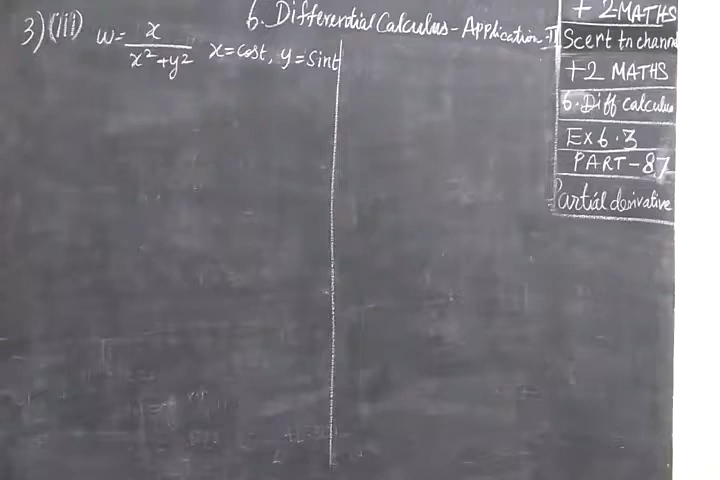 6. Differential Calculus - Application - II
3) (iii) w = x/(x²+y²) x = cost, y = sint
+ 2 MATHS
Scert tn channel
+2 MATHS
6. Diff calculus
Ex 6.3
PART - 87
Partial derivative